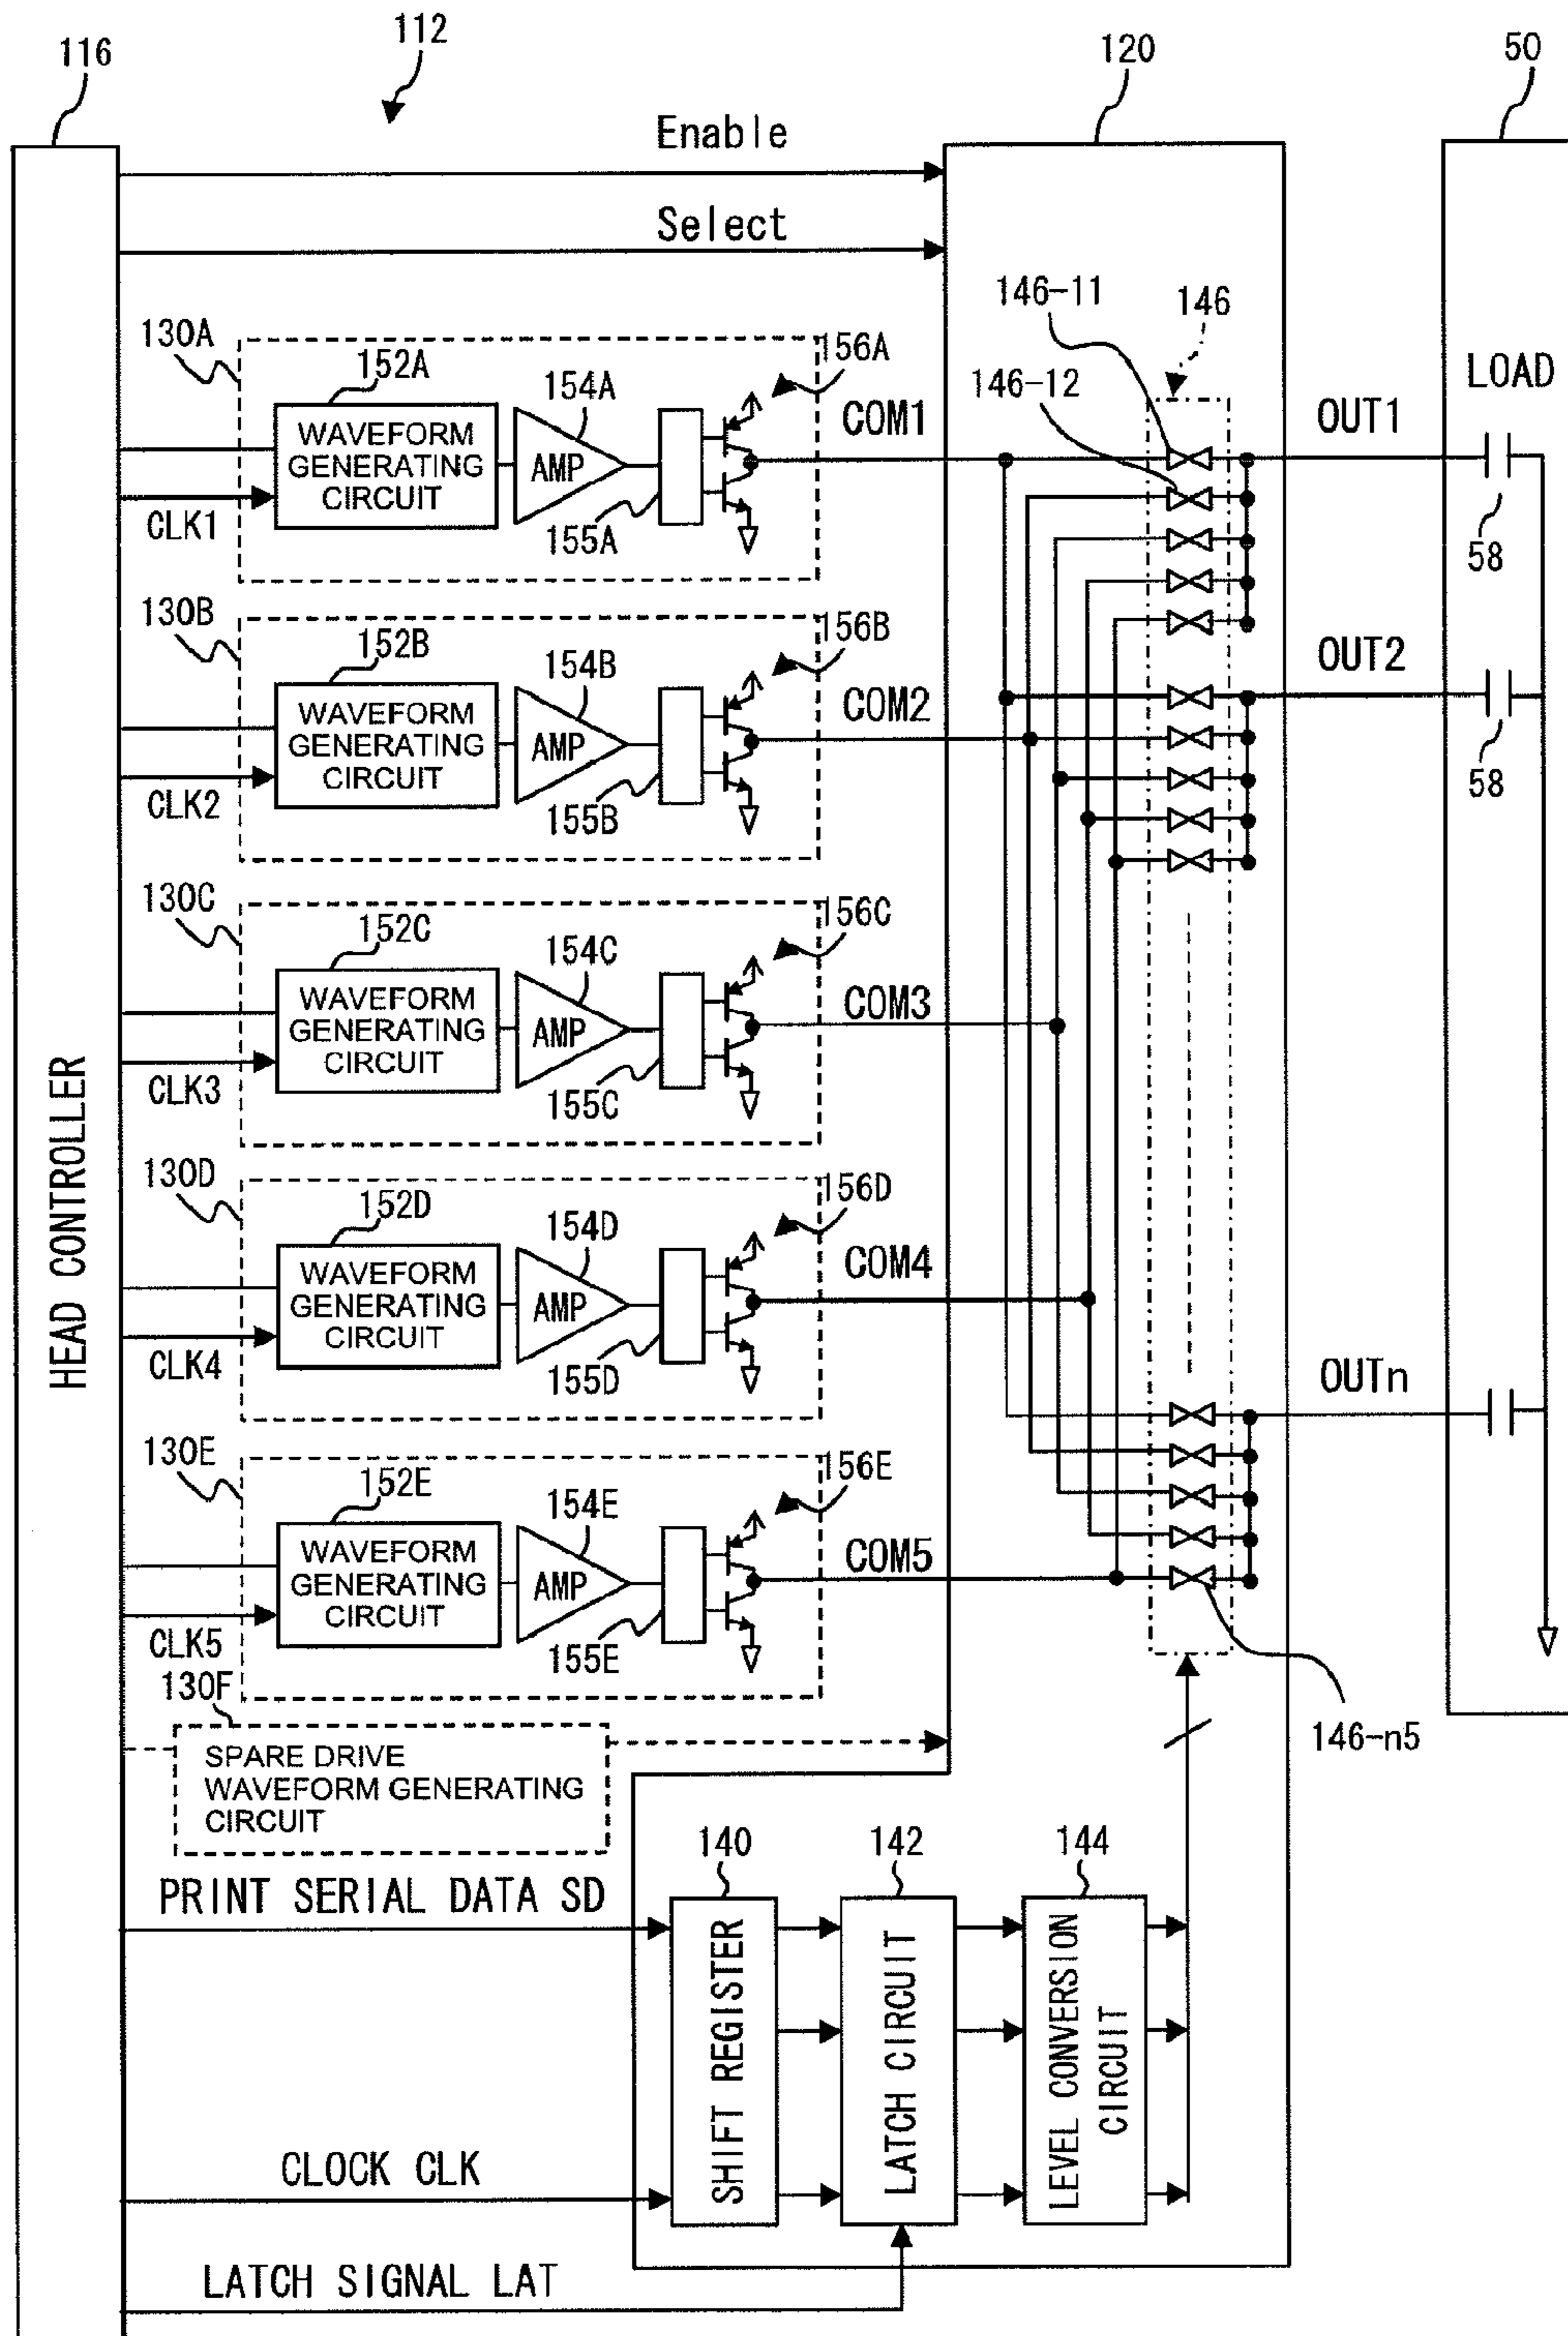 116
112
120
50
Enable
Select
146-11
146
130A
152A
154A
156A
146-12
LOAD
COM1
OUT1
WAVEFORM
GENERATING
CIRCUIT
AMP
CLK1
155A
58
130B
152B
154B
156B
OUT2
COM2
WAVEFORM
GENERATING
CIRCUIT
AMP
58
CLK2
155B
130C
152C
154C
156C
COM3
WAVEFORM
GENERATING
CIRCUIT
AMP
CLK3
155C
HEAD CONTROLLER
130D
152D
154D
156D
COM4
WAVEFORM
GENERATING
CIRCUIT
AMP
CLK4
155D
OUTn
130E
152E
154E
156E
COM5
WAVEFORM
GENERATING
CIRCUIT
AMP
CLK5
155E
130F
146-n5
SPARE DRIVE
WAVEFORM GENERATING
CIRCUIT
140
142
144
PRINT SERIAL DATA SD
SHIFT REGISTER
LATCH CIRCUIT
LEVEL CONVERSION
CIRCUIT
CLOCK CLK
LATCH SIGNAL LAT